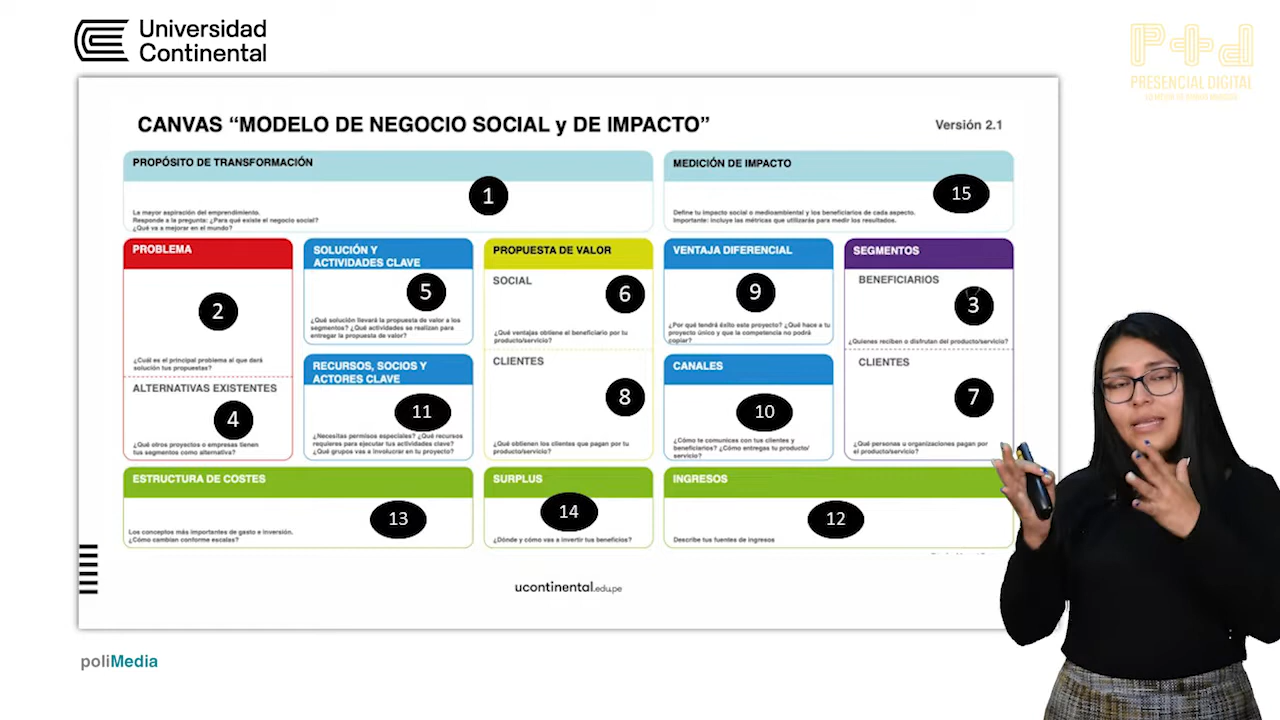 Universidad
Continental
P+d
PRESENCIAL DIGITAL
CANVAS “MODELO DE NEGOCIO SOCIAL y DE IMPACTO”
Versión 2.1
PROPÓSITO DE TRANSFORMACIÓN
1
La mayor aspiración del emprendimiento.
Responde a la pregunta: ¿Para qué existe el negocio social?
¿Qué va a mejorar en el mundo?
MEDICIÓN DE IMPACTO
15
Define tu impacto social o medioambiental y los beneficiarios de cada aspecto.
Importante: incluye las métricas que utilizarás para medir los resultados.
PROBLEMA
2
¿Cuál es el principal problema al que dará
solución tus propuestas?
ALTERNATIVAS EXISTENTES
4
¿Qué otros proyectos o empresas tienen
tus segmentos como alternativa?
SOLUCIÓN Y
ACTIVIDADES CLAVE
5
¿Qué solución llevará la propuesta de valor a los
segmentos? ¿Qué actividades se realizan para
entregar la propuesta de valor?
RECURSOS, SOCIOS Y
ACTORES CLAVE
11
¿Necesitas permisos especiales? ¿Qué recursos
requieres para ejecutar tus actividades clave?
¿Qué grupos vas a involucrar en tu proyecto?
PROPUESTA DE VALOR
SOCIAL
6
¿Qué ventajas obtiene el beneficiario por tu
producto/servicio?
CLIENTES
8
¿Qué obtienen los clientes que pagan por tu
producto/servicio?
VENTAJA DIFERENCIAL
9
¿Por qué tendrá éxito este proyecto? ¿Qué hace a tu
proyecto único y que la competencia no podrá
copiar?
CANALES
10
¿Cómo te comunicas con tus clientes y
beneficiarios? ¿Cómo entregas tu producto/
servicio?
SEGMENTOS
BENEFICIARIOS
3
¿Quienes reciben o disfrutan del producto/servicio?
CLIENTES
7
¿Qué personas u organizaciones pagan por
el producto/servicio?
ESTRUCTURA DE COSTES
13
Los conceptos más importantes de gasto e inversión.
¿Cómo cambian conforme escalas?
SURPLUS
14
¿Dónde y cómo vas a invertir tus beneficios?
INGRESOS
12
Describe tus fuentes de ingresos
ucontinental.edu.pe
poliMedia